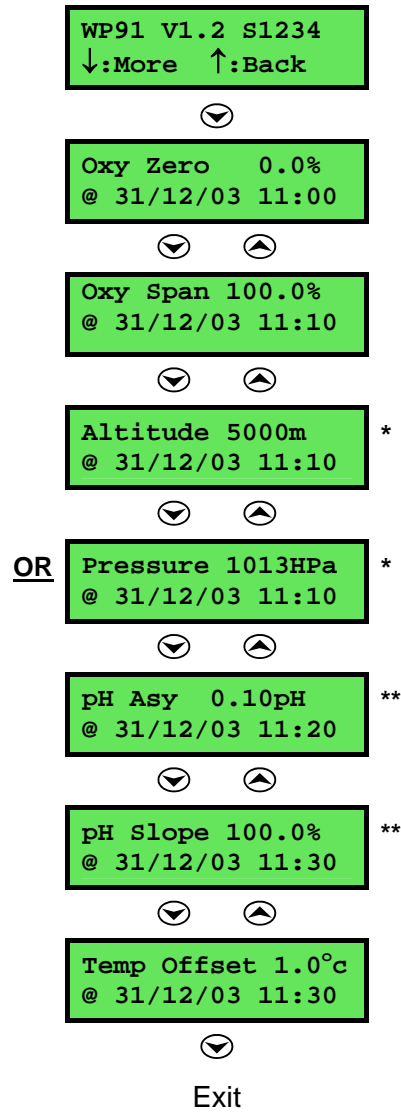 WP91 V1.2 S1234
↓:More ↑:Back
Oxy Zero 0.0%
@ 31/12/03 11:00
Oxy Span 100.0%
@ 31/12/03 11:10
Altitude 5000m *
@ 31/12/03 11:10
OR Pressure 1013HPa *
@ 31/12/03 11:10
pH Asy 0.10pH **
@ 31/12/03 11:20
pH Slope 100.0% **
@ 31/12/03 11:30
Temp Offset 1.0°c
@ 31/12/03 11:30
Exit